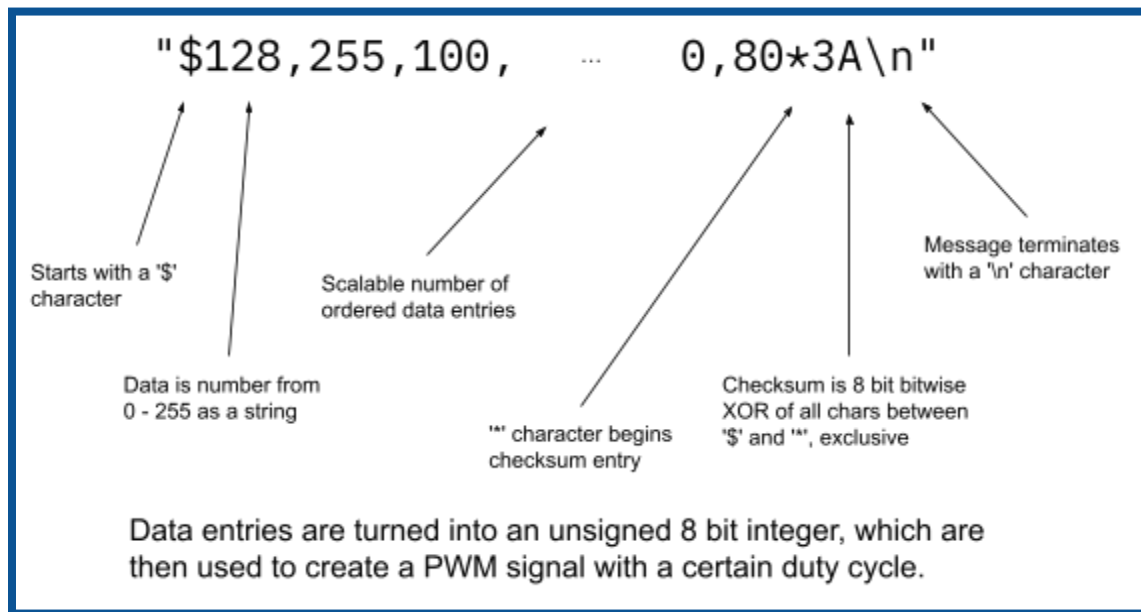 "$128,255,100, ... 0,80*3A\n"
Starts with a '$'
character
Data is number from
0 - 255 as a string
Scalable number of
ordered data entries
'*' character begins
checksum entry
Checksum is 8 bit bitwise
XOR of all chars between
'$' and '*', exclusive
Message terminates
with a '\n' character
Data entries are turned into an unsigned 8 bit integer, which are
then used to create a PWM signal with a certain duty cycle.